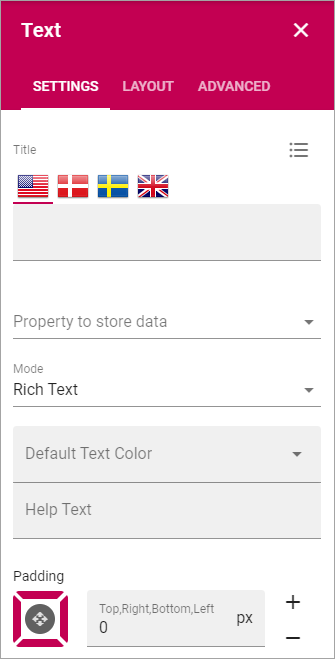 Text
SETTINGS LAYOUT ADVANCED
Title
Property to store data
Mode
Rich Text
Default Text Color
Help Text
Padding
Top,Right,Bottom,Left
0 px